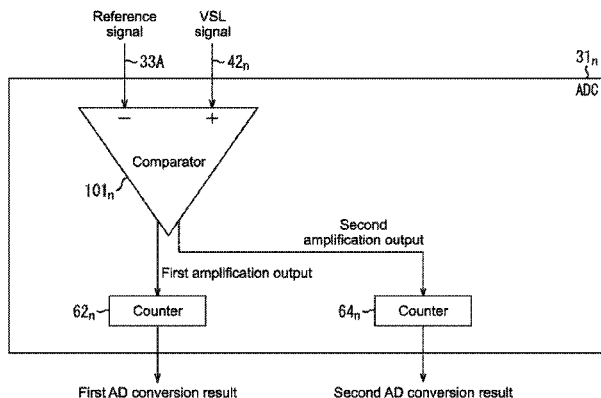 Reference
signal
VSL
signal
33A
42n
31n
ADC
−
+
Comparator
101n
Second
amplification output
First amplification output
62n
Counter
64n
Counter
First AD conversion result
Second AD conversion result